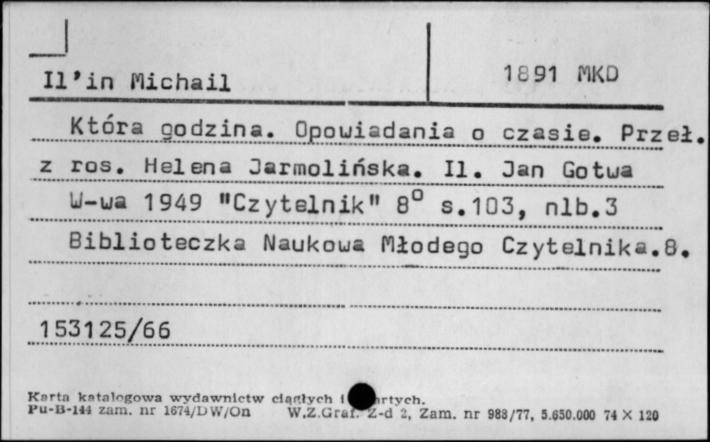 Il'in Michail
1891 MKD
Która godzina. Opowiadania o czasie. Przeł.
z ros. Helena Jarmolińska. Il. Jan Gotwa
W-wa 1949 "Czytelnik" 8° s.103, nlb.3
Biblioteczka Naukowa Młodego Czytelnika.8.
153125/66
Karta katalogowa wydawnictw ciągłych i
Pu-B-144 zam. nr 1674/DW/On W.Z.Graf. Z-d 2, Zam. nr 988/77, 5.650.000 74 X 120